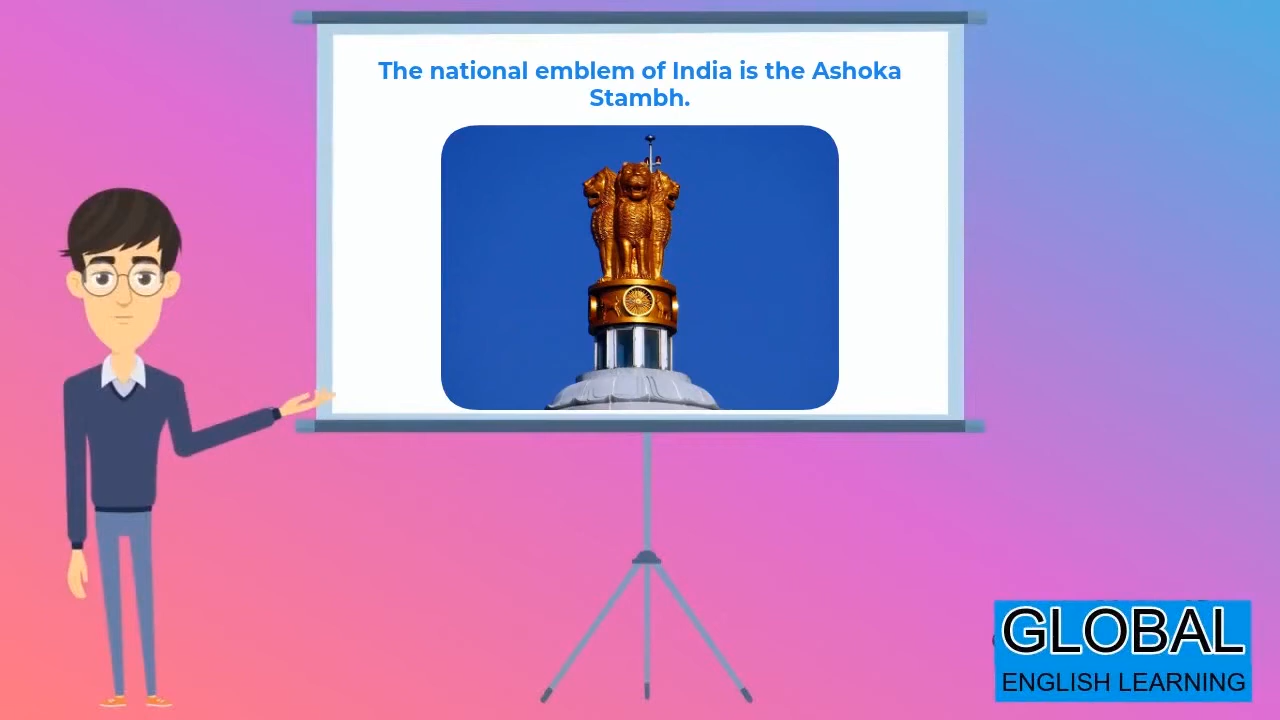 The national emblem of India is the Ashoka
Stambh.
GLOBAL
ENGLISH LEARNING